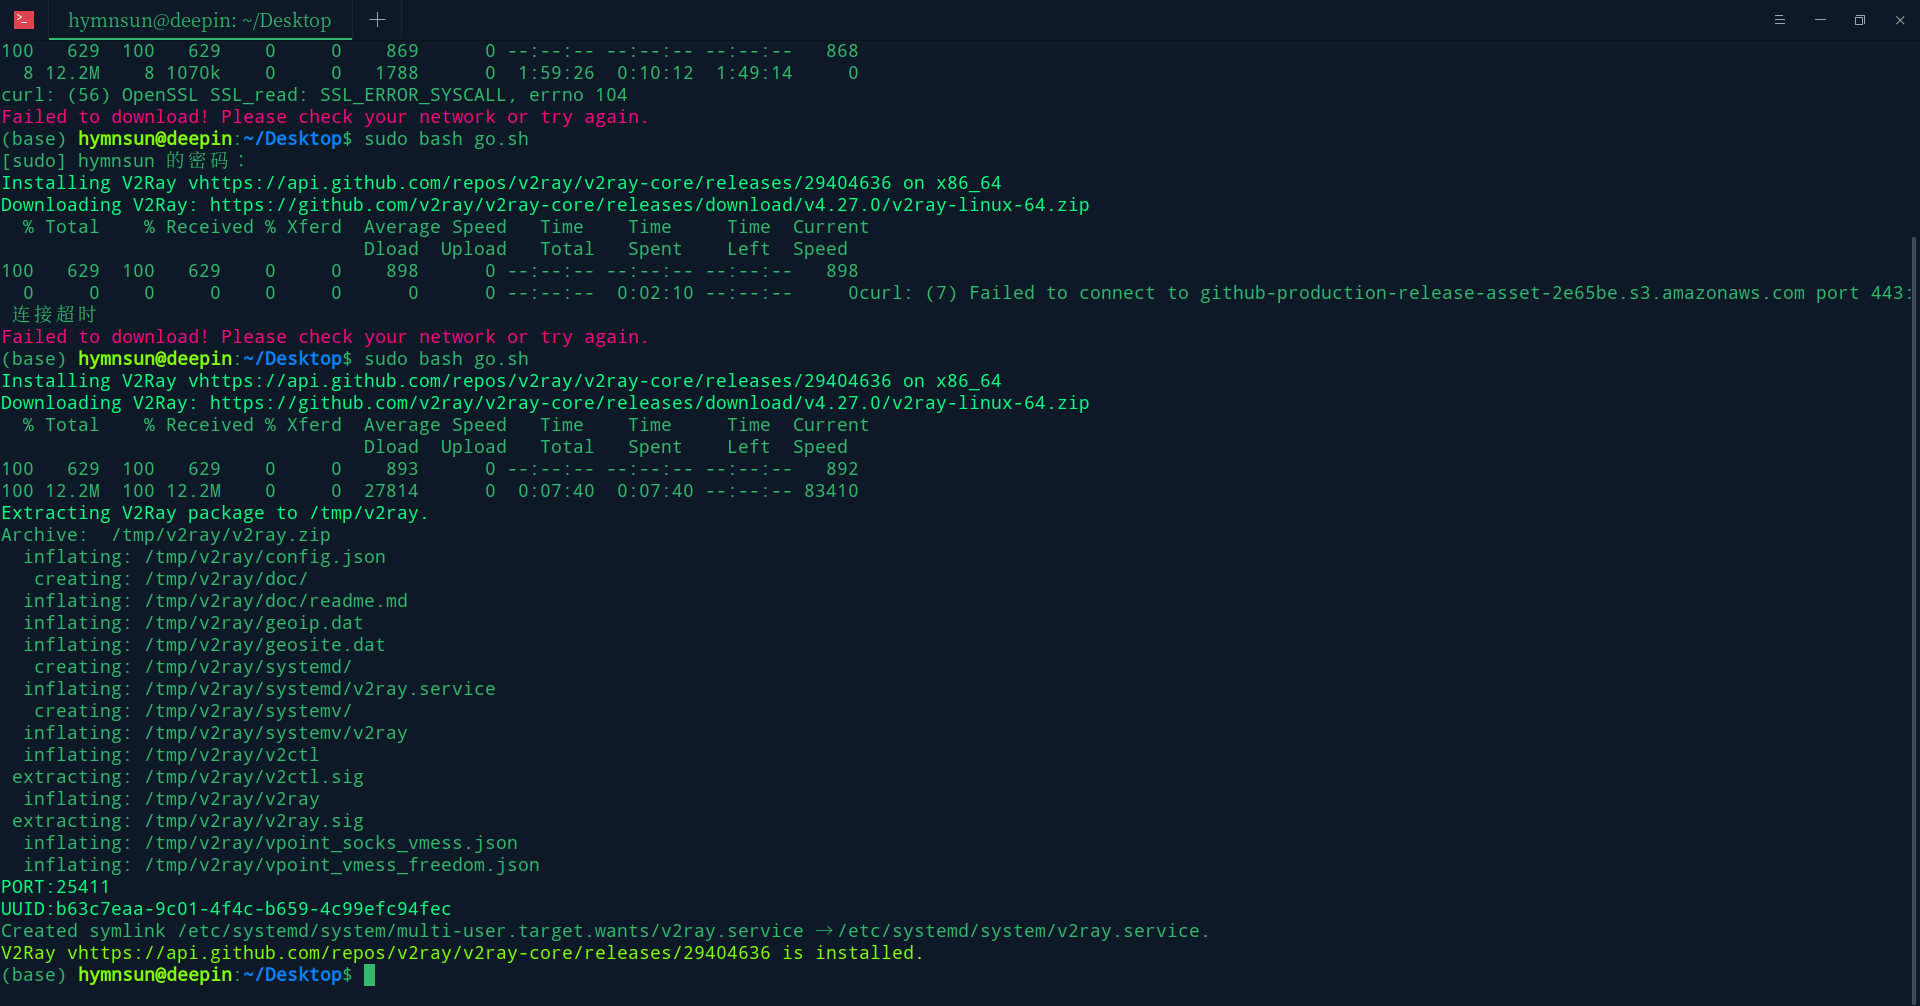 hymnsun@deepin: ~/Desktop
100   629  100   629    0     0    869      0 --:--:-- --:--:-- --:--:--   868
  8 12.2M    8 1070k    0     0   1788      0  1:59:26  0:10:12  1:49:14     0
curl: (56) OpenSSL SSL_read: SSL_ERROR_SYSCALL, errno 104
Failed to download! Please check your network or try again.
(base) hymnsun@deepin:~/Desktop$ sudo bash go.sh
[sudo] hymnsun 的密码：
Installing V2Ray vhttps://api.github.com/repos/v2ray/v2ray-core/releases/29404636 on x86_64
Downloading V2Ray: https://github.com/v2ray/v2ray-core/releases/download/v4.27.0/v2ray-linux-64.zip
  % Total    % Received % Xferd  Average Speed   Time    Time     Time  Current
                                 Dload  Upload   Total   Spent    Left  Speed
100   629  100   629    0     0    898      0 --:--:-- --:--:-- --:--:--   898
  0     0    0     0    0     0      0      0 --:--:--  0:02:10 --:--:--     0curl: (7) Failed to connect to github-production-release-asset-2e65be.s3.amazonaws.com port 443:
 连接超时
Failed to download! Please check your network or try again.
(base) hymnsun@deepin:~/Desktop$ sudo bash go.sh
Installing V2Ray vhttps://api.github.com/repos/v2ray/v2ray-core/releases/29404636 on x86_64
Downloading V2Ray: https://github.com/v2ray/v2ray-core/releases/download/v4.27.0/v2ray-linux-64.zip
  % Total    % Received % Xferd  Average Speed   Time    Time     Time  Current
                                 Dload  Upload   Total   Spent    Left  Speed
100   629  100   629    0     0    893      0 --:--:-- --:--:-- --:--:--   892
100 12.2M  100 12.2M    0     0  27814      0  0:07:40  0:07:40 --:--:-- 83410
Extracting V2Ray package to /tmp/v2ray.
Archive:  /tmp/v2ray/v2ray.zip
  inflating: /tmp/v2ray/config.json
   creating: /tmp/v2ray/doc/
  inflating: /tmp/v2ray/doc/readme.md
  inflating: /tmp/v2ray/geoip.dat
  inflating: /tmp/v2ray/geosite.dat
   creating: /tmp/v2ray/systemd/
  inflating: /tmp/v2ray/systemd/v2ray.service
   creating: /tmp/v2ray/systemv/
  inflating: /tmp/v2ray/systemv/v2ray
  inflating: /tmp/v2ray/v2ctl
 extracting: /tmp/v2ray/v2ctl.sig
  inflating: /tmp/v2ray/v2ray
 extracting: /tmp/v2ray/v2ray.sig
  inflating: /tmp/v2ray/vpoint_socks_vmess.json
  inflating: /tmp/v2ray/vpoint_vmess_freedom.json
PORT:25411
UUID:b63c7eaa-9c01-4f4c-b659-4c99efc94fec
Created symlink /etc/systemd/system/multi-user.target.wants/v2ray.service → /etc/systemd/system/v2ray.service.
V2Ray vhttps://api.github.com/repos/v2ray/v2ray-core/releases/29404636 is installed.
(base) hymnsun@deepin:~/Desktop$